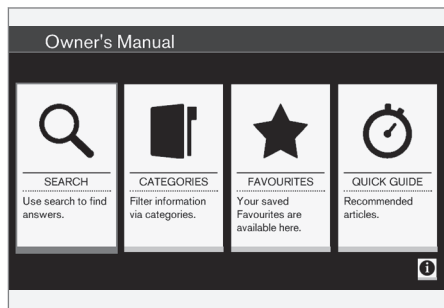 Owner's Manual
SEARCH
Use search to find
answers.
CATEGORIES
Filter information
via categories.
FAVOURITES
Your saved
Favourites are
available here.
QUICK GUIDE
Recommended
articles.
i